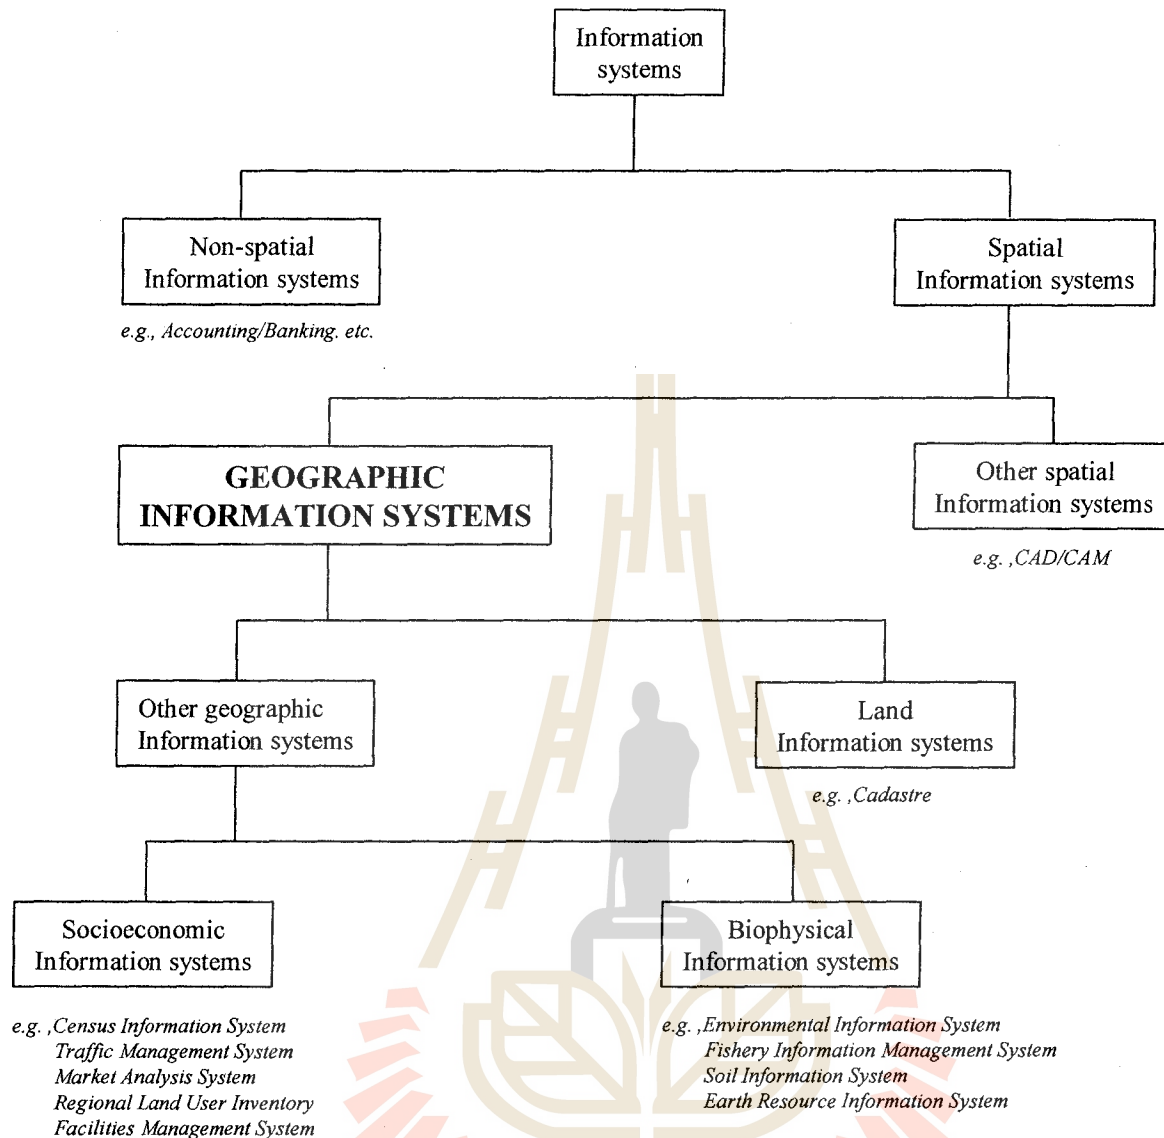 Information
systems
Non-spatial
Information systems
e.g., Accounting/Banking. etc.
Spatial
Information systems
GEOGRAPHIC
INFORMATION SYSTEMS
Other spatial
Information systems
e.g. ,CAD/CAM
Other geographic
Information systems
Land
Information systems
e.g. ,Cadastre
Socioeconomic
Information systems
e.g. ,Census Information System
Traffic Management System
Market Analysis System
Regional Land User Inventory
Facilities Management System
Biophysical
Information systems
e.g. ,Environmental Information System
Fishery Information Management System
Soil Information System
Earth Resource Information System